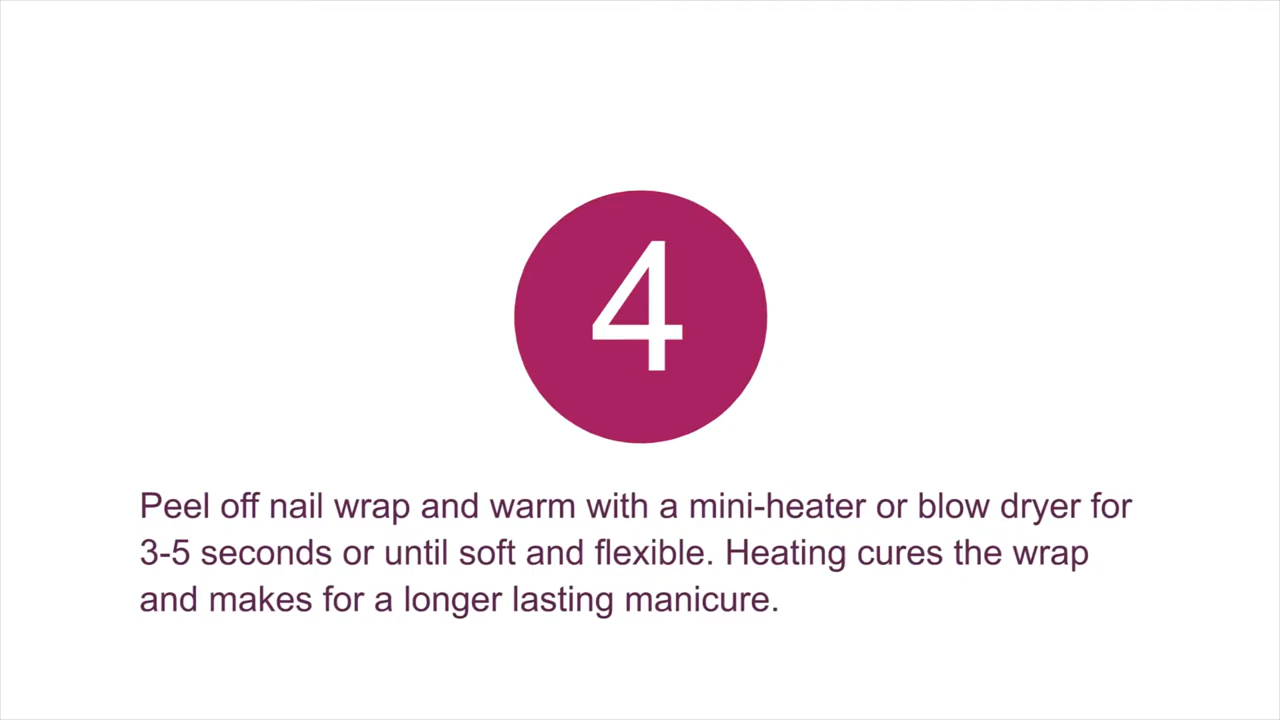 4
Peel off nail wrap and warm with a mini-heater or blow dryer for
3-5 seconds or until soft and flexible. Heating cures the wrap
and makes for a longer lasting manicure.